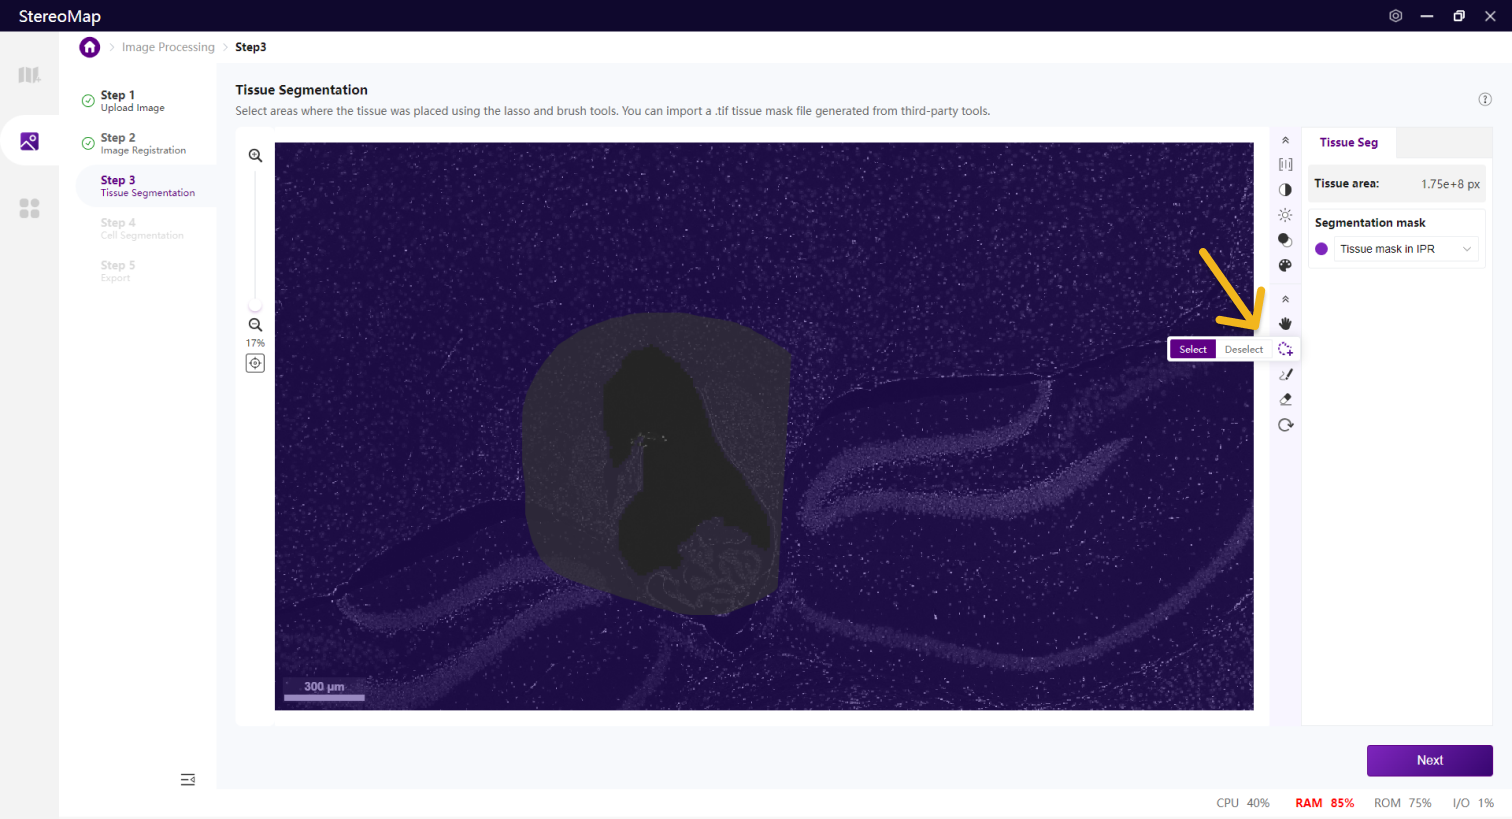 StereoMap
Image Processing
Step3
Step 1
Upload Image
Step 2
Image Registration
Step 3
Tissue Segmentation
Step 4
Cell Segmentation
Step 5
Export
Tissue Segmentation
Select areas where the tissue was placed using the lasso and brush tools. You can import a .tif tissue mask file generated from third-party tools.
17%
300 μm
Select Deselect
Tissue Seg
Tissue area: 1.75e+8 px
Segmentation mask
Tissue mask in IPR
Next
CPU 40% RAM 85% ROM 75% I/O 1%